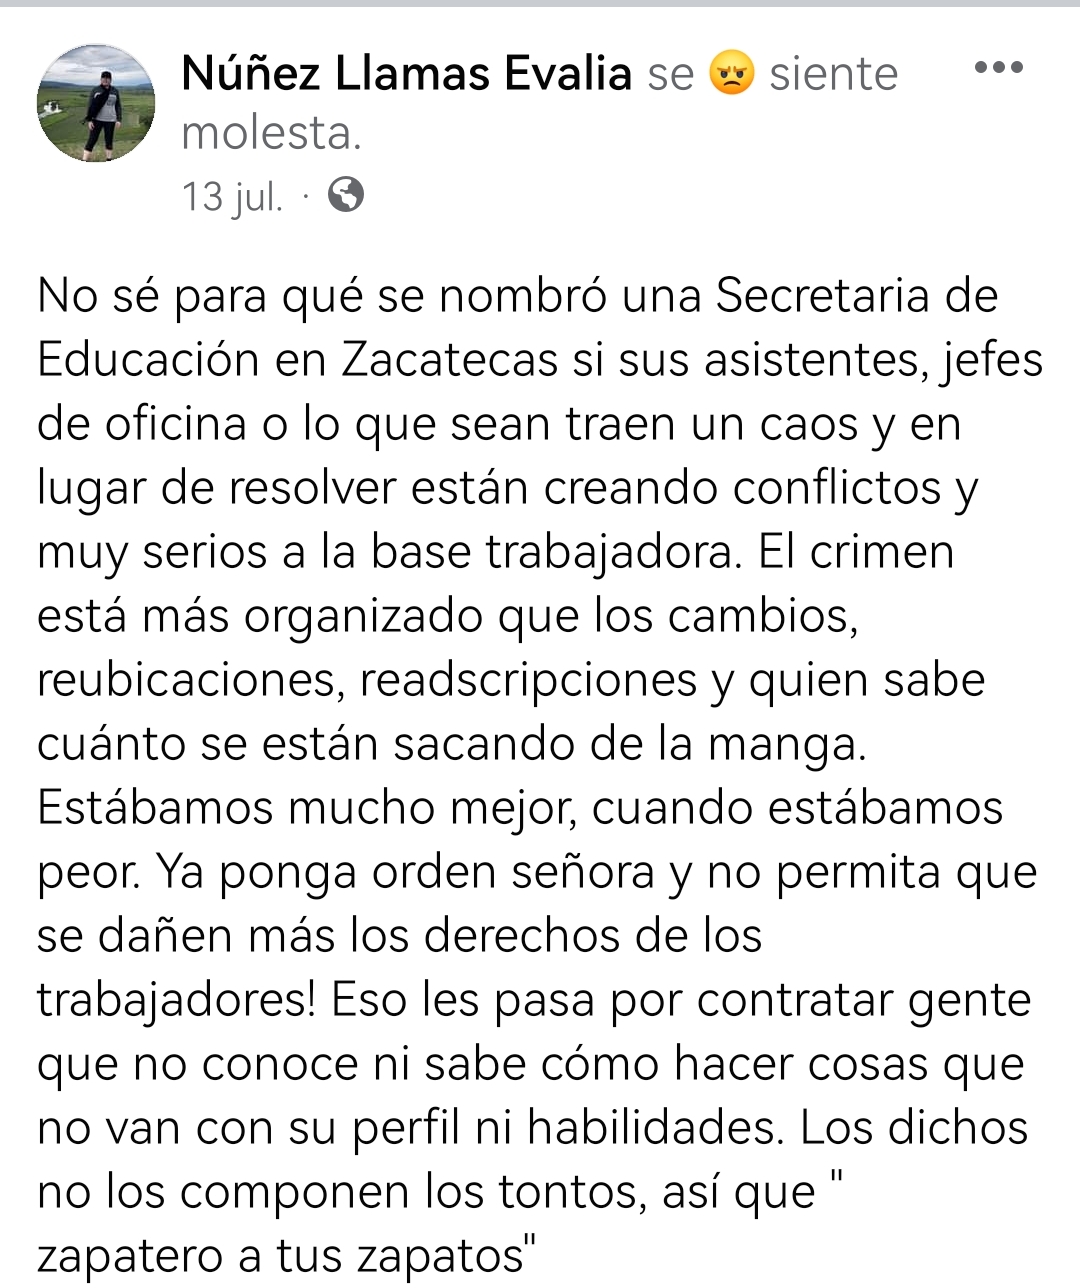 Núñez Llamas Evalia se 😠 siente
molesta.
13 jul. ·
No sé para qué se nombró una Secretaria de
Educación en Zacatecas si sus asistentes, jefes
de oficina o lo que sean traen un caos y en
lugar de resolver están creando conflictos y
muy serios a la base trabajadora. El crimen
está más organizado que los cambios,
reubicaciones, readscripciones y quien sabe
cuánto se están sacando de la manga.
Estábamos mucho mejor, cuando estábamos
peor. Ya ponga orden señora y no permita que
se dañen más los derechos de los
trabajadores! Eso les pasa por contratar gente
que no conoce ni sabe cómo hacer cosas que
no van con su perfil ni habilidades. Los dichos
no los componen los tontos, así que "
zapatero a tus zapatos"